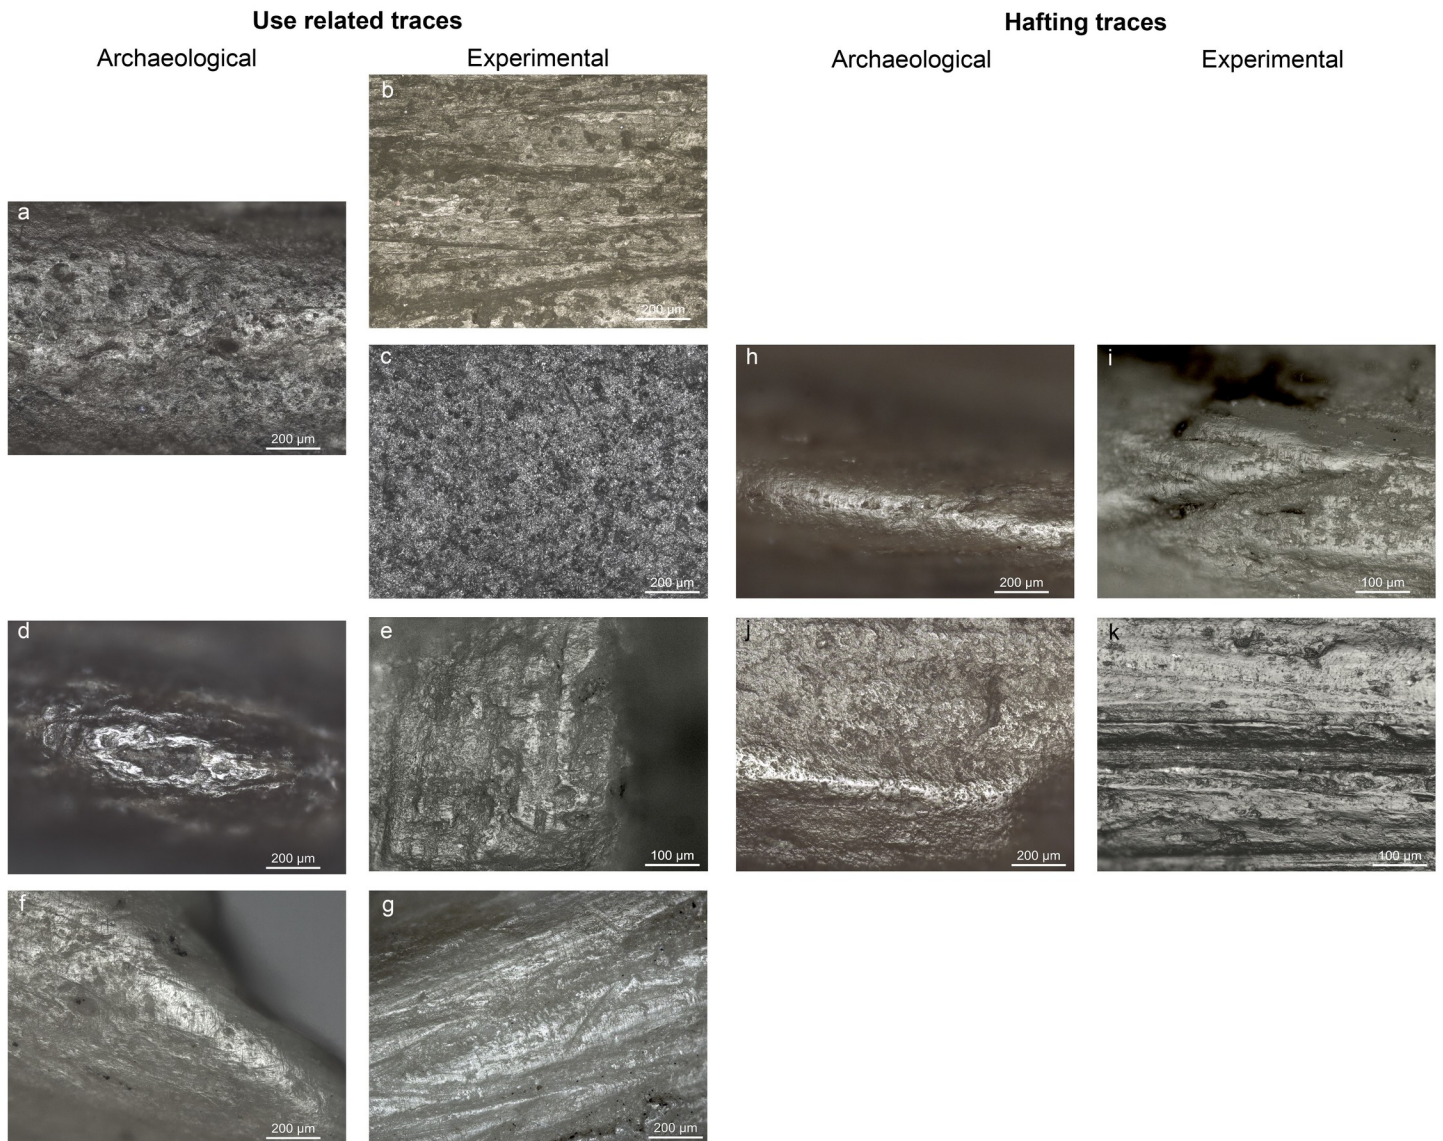 Use related traces
Hafting traces
Archaeological
Experimental
Archaeological
Experimental
b
200 µm
a
200 µm
c
200 µm
h
200 µm
i
100 µm
d
200 µm
e
100 µm
j
200 µm
k
100 µm
f
200 µm
g
200 µm